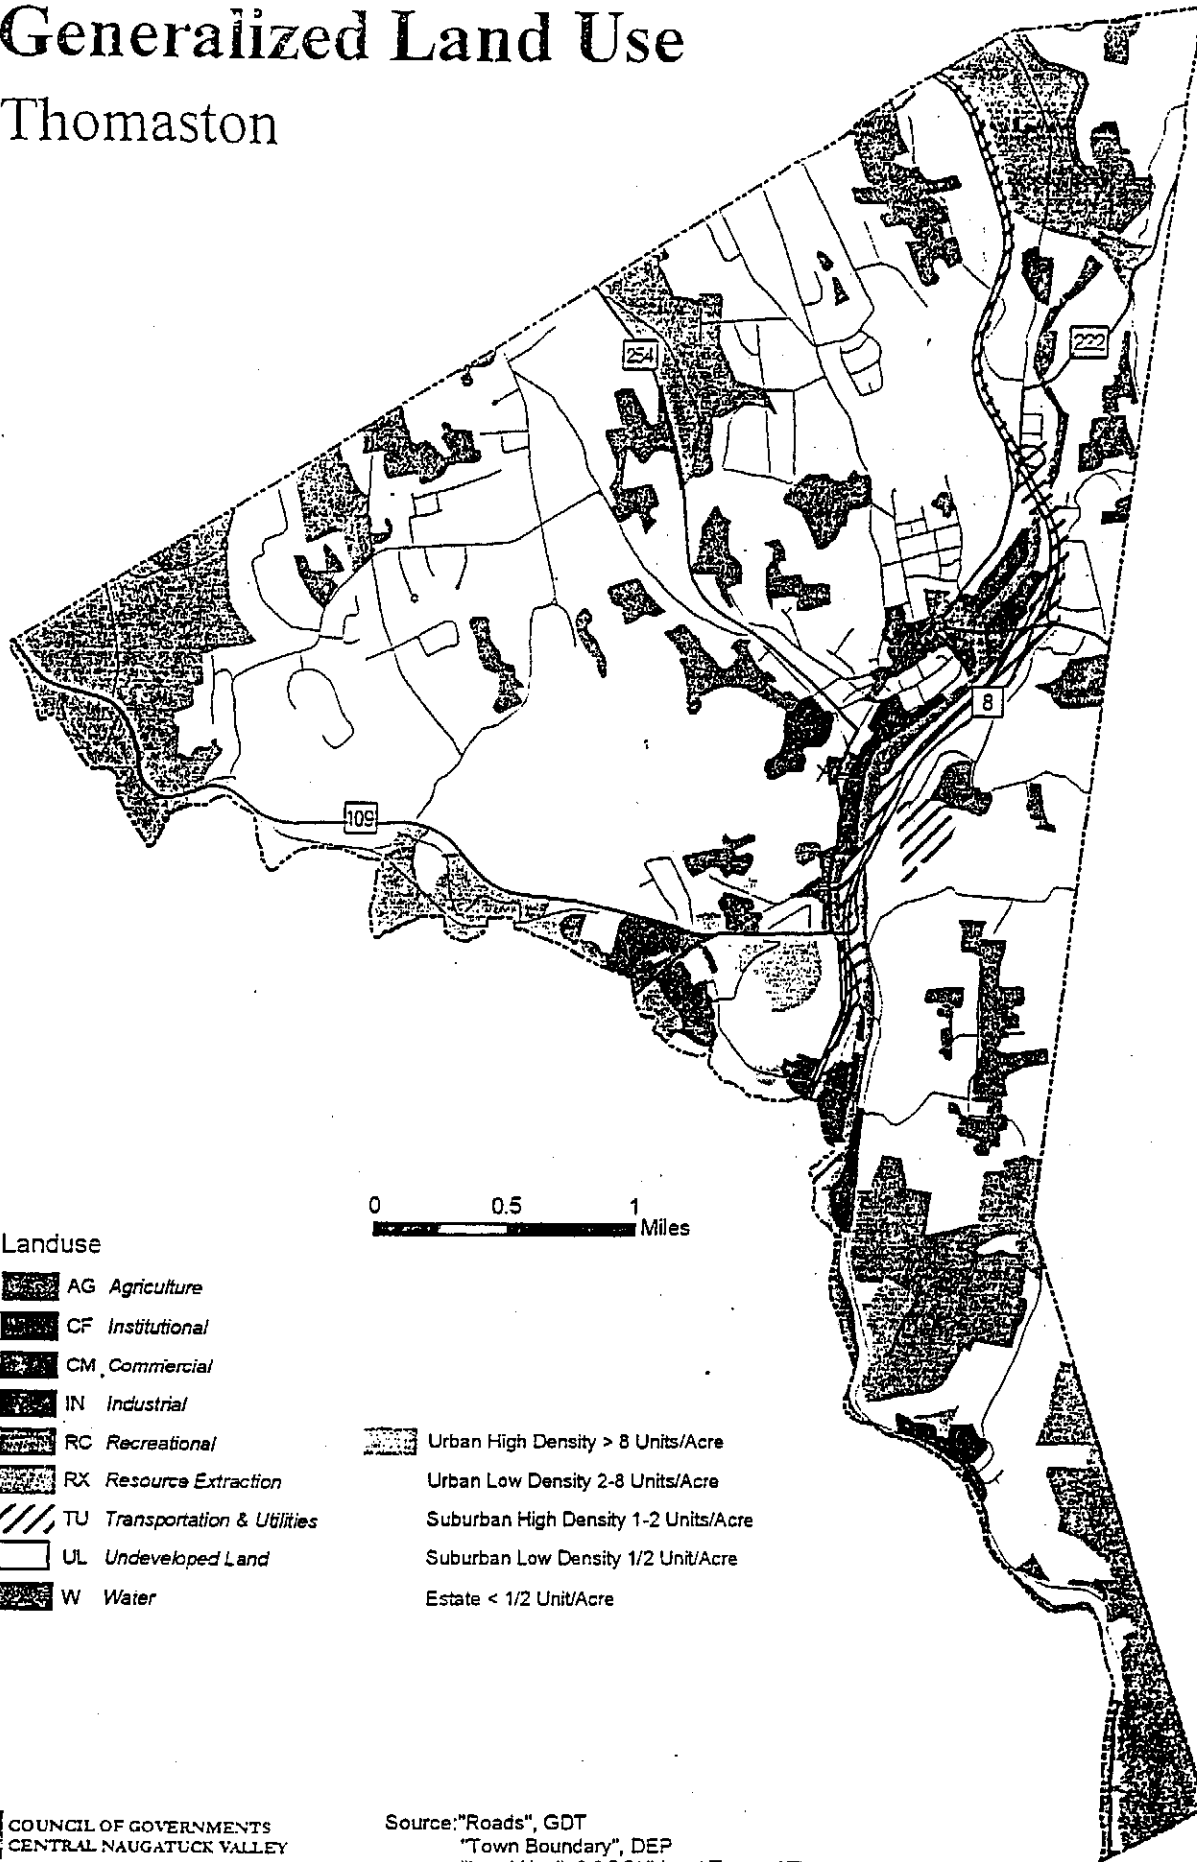 Generalized Land Use
Thomaston
254
222
8
109
0 0.5 1
Miles
Landuse
AG Agriculture
CF Institutional
CM Commercial
IN Industrial
RC Recreational
RX Resource Extraction
TU Transportation & Utilities
UL Undeveloped Land
W Water
Urban High Density > 8 Units/Acre
Urban Low Density 2-8 Units/Acre
Suburban High Density 1-2 Units/Acre
Suburban Low Density 1/2 Unit/Acre
Estate < 1/2 Unit/Acre
COUNCIL OF GOVERNMENTS
CENTRAL NAUGATUCK VALLEY
Source:"Roads", GDT
"Town Boundary", DEP